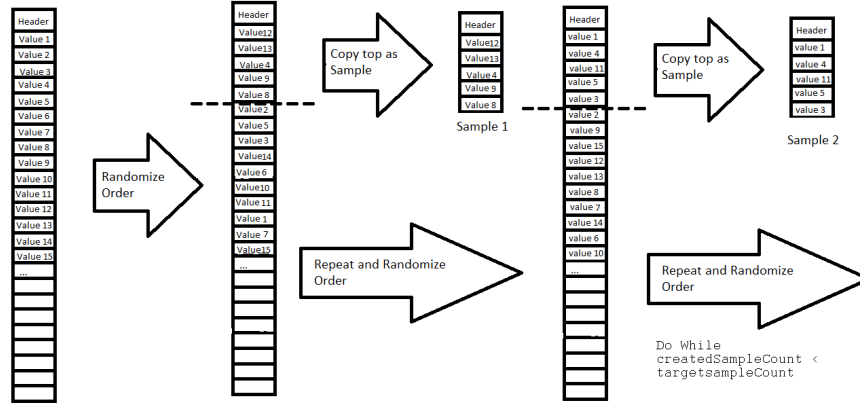 Header
Value 1
Value 2
Value 3
Value 4
Value 5
Value 6
Value 7
Value 8
Value 9
Value 10
Value 11
Value 12
Value 13
Value 14
Value 15
...
Randomize
Order
Header
Value12
Value13
Value 4
Value 9
Value 8
Value 2
Value 5
Value 3
Value14
Value 6
Value10
Value 11
Value 1
Value 7
Value15
...
Copy top as
Sample
Header
Value12
Value13
Value 4
Value 9
Value 8
Sample 1
Repeat and Randomize
Order
Header
value 1
value 4
value 11
value 5
value 3
value 2
value 9
value 15
value 12
value 13
value 8
value 7
value 14
value 6
value 10
...
Copy top as
Sample
Header
value 1
value 4
value 11
value 5
value 3
Sample 2
Repeat and Randomize
Order
Do While
createdSampleCount <
targetsampleCount